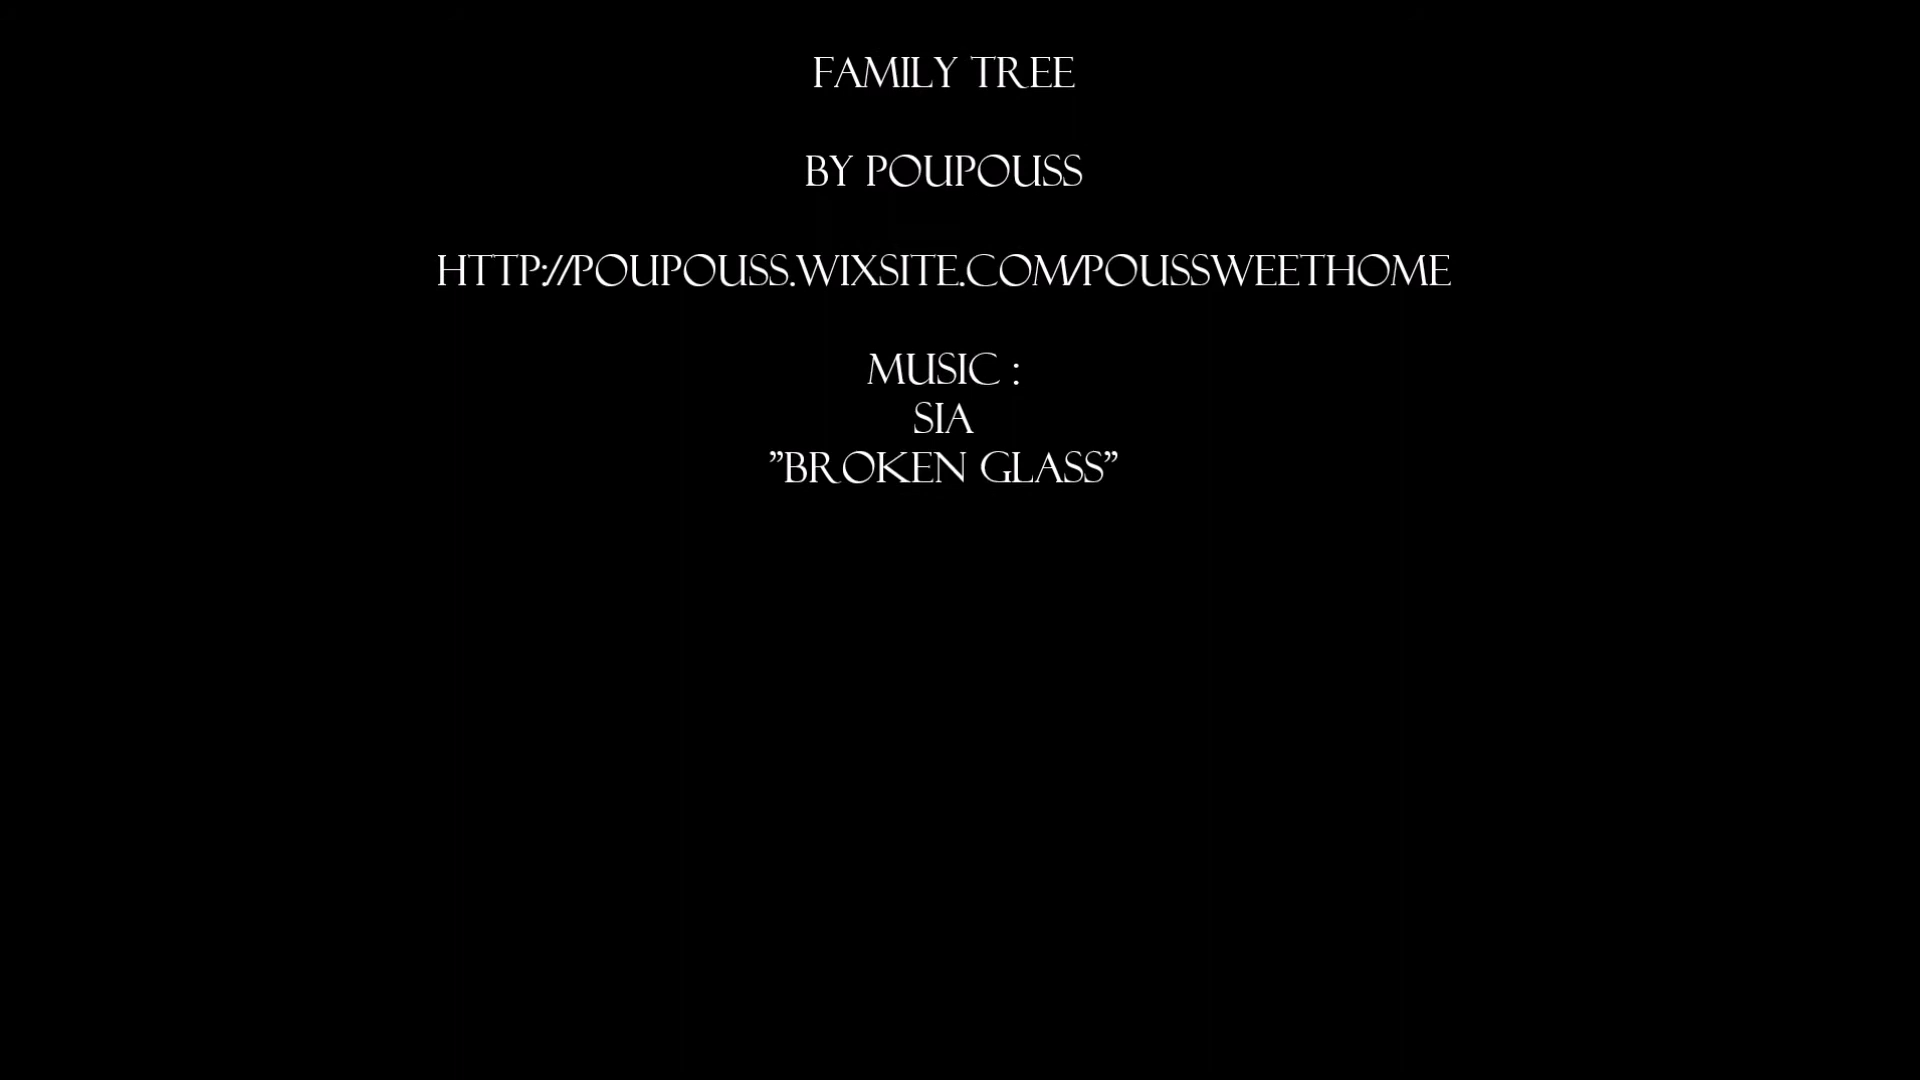 FAMILY TREE
BY POUPOUSS
HTTP://POUPOUSS.WIXSITE.COM/POUSSWEETHOME
MUSIC :
SIA
"BROKEN GLASS"